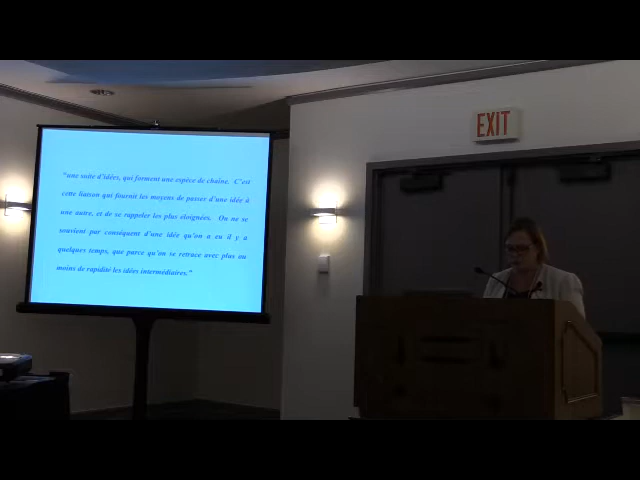 "une suite d'idées, qui forment une espèce de chaîne. C'est
cette liaison qui fournit les moyens de passer d'une idée à
une autre, et de se rappeler les plus eloignées. On ne se
souvient par conséquent d'une idée qu'on a eu il y a
quelques temps, que parce qu'on se retrace avec plus ou
moins de rapidité les idées intermédiaires."
EXIT